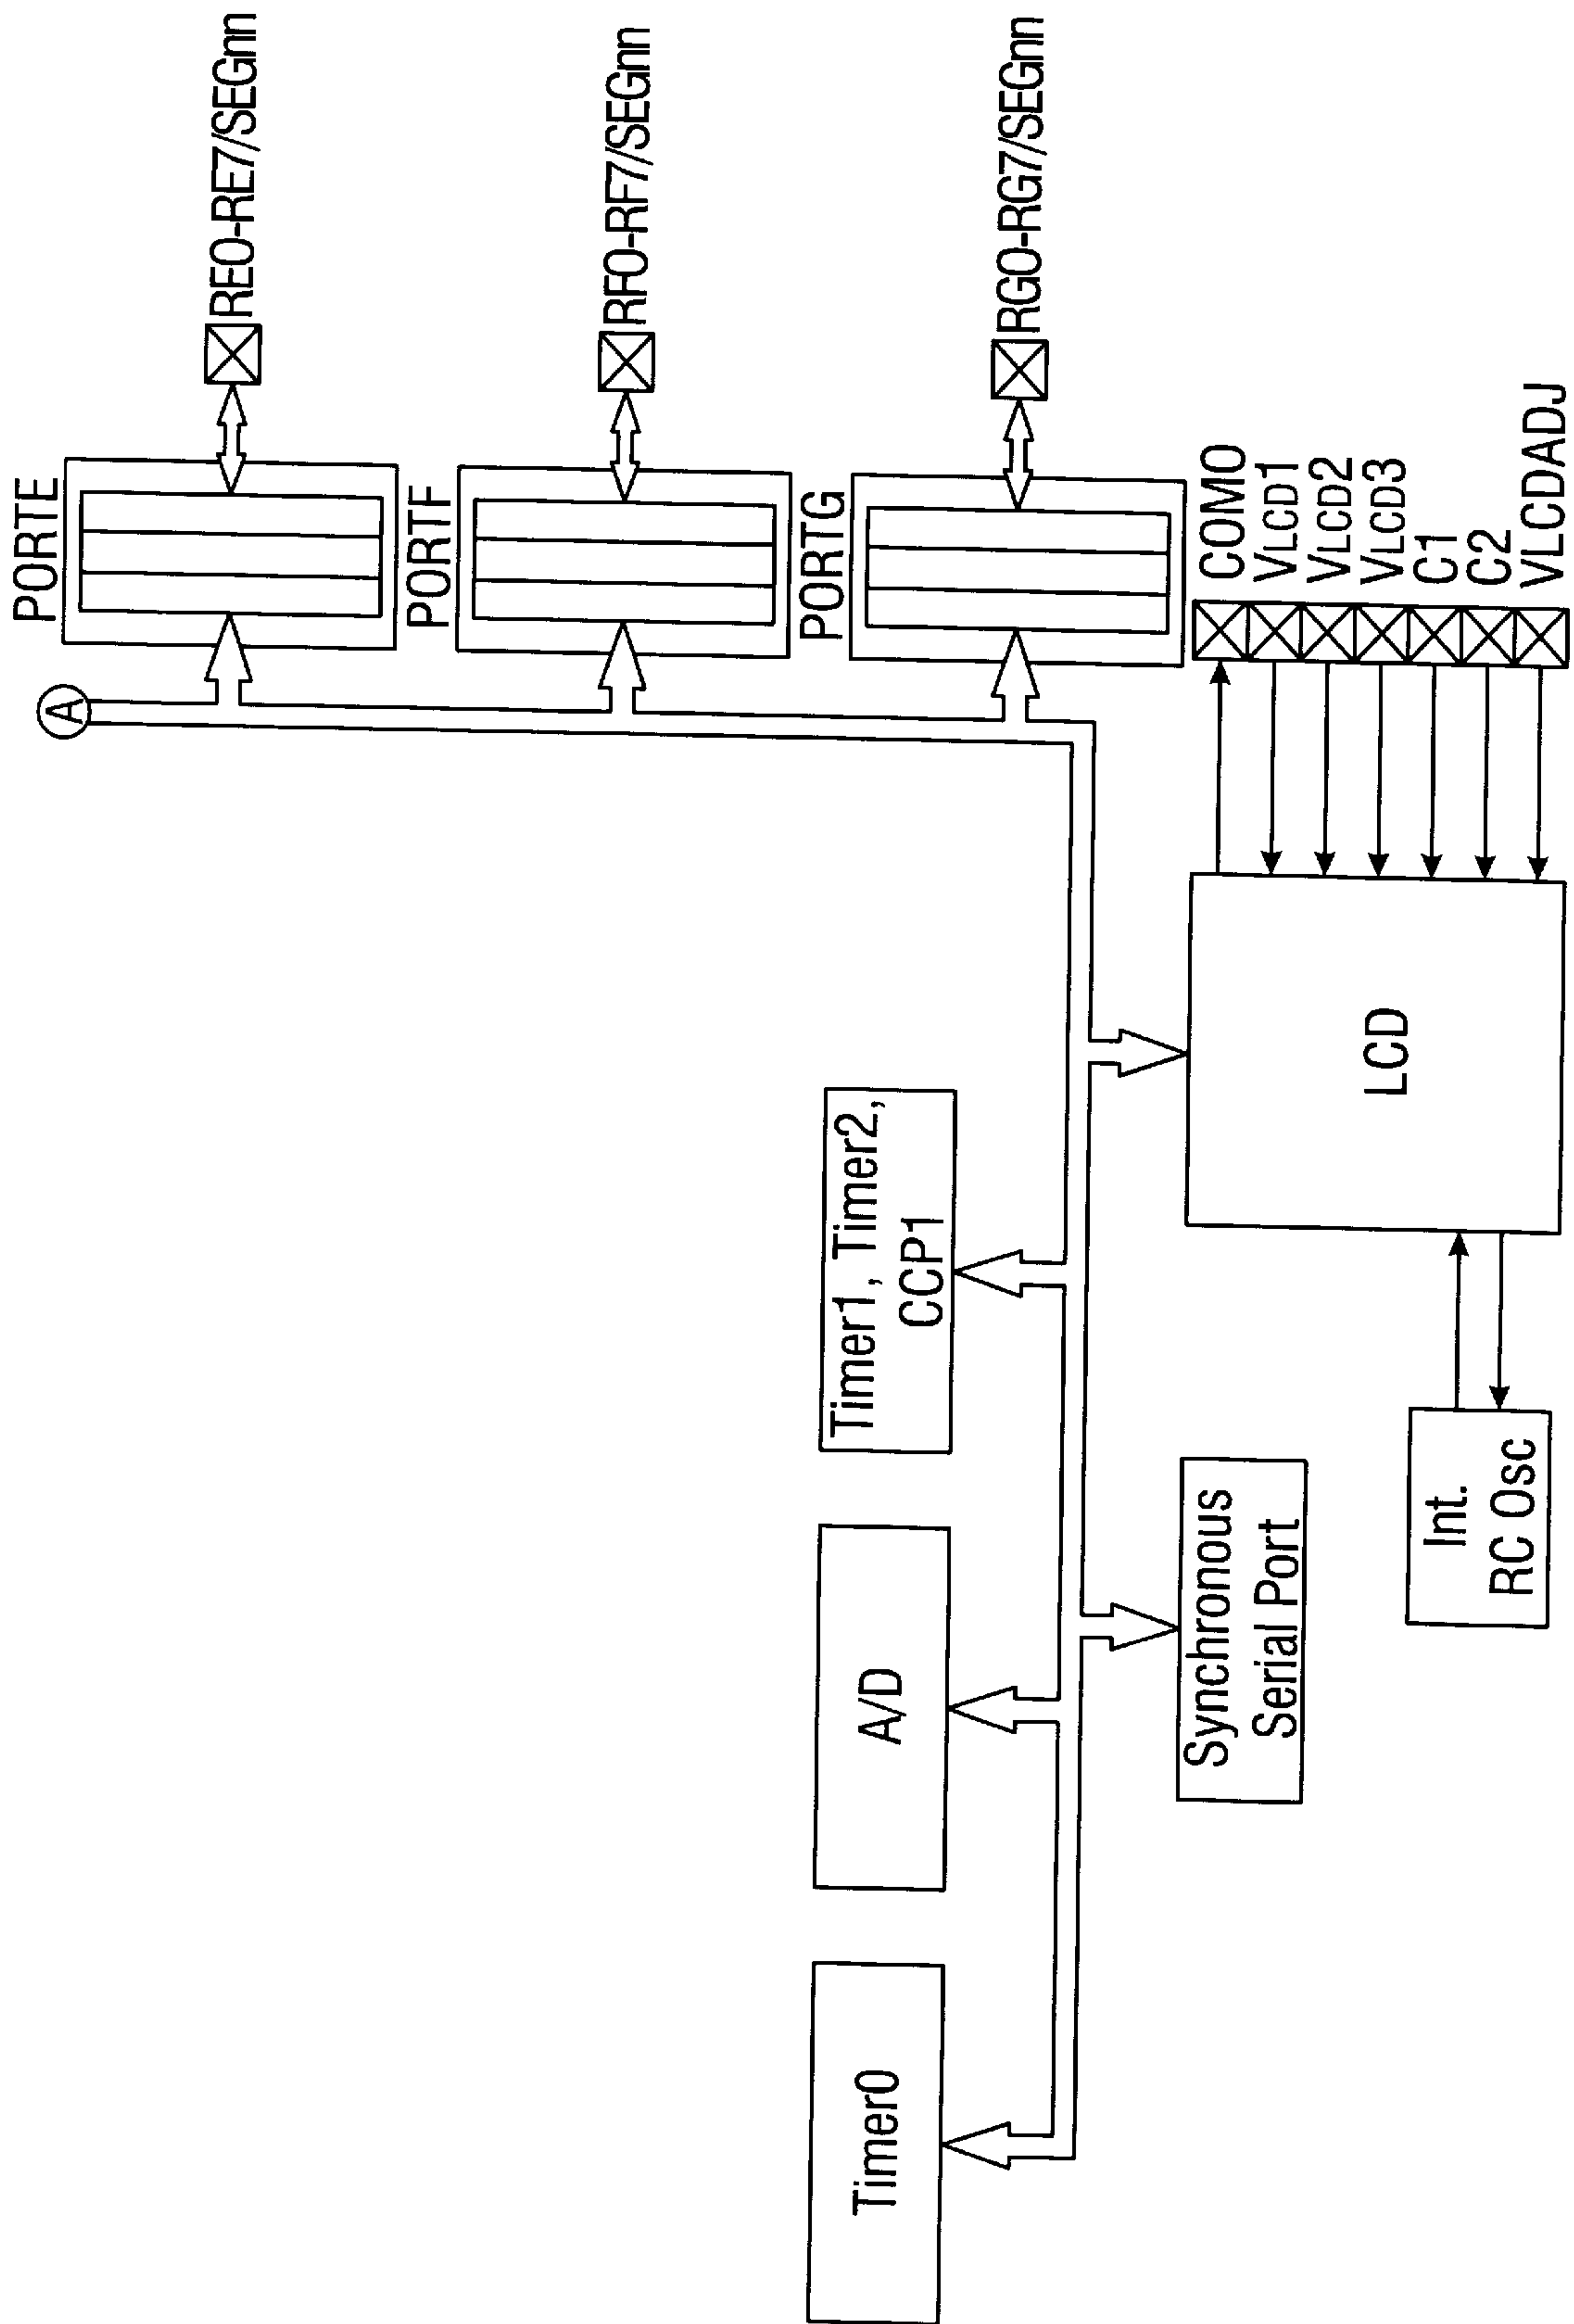 A
PORTE
RE0-RE7/SEGnn
PORTF
RF0-RF7/SEGnn
PORTG
RG0-RG7/SEGnn
Timer0
A/D
Timer1, Timer2,
CCP1
Synchronous
Serial Port
LCD
COM0
VLCD1
VLCD2
VLCD3
C1
C2
VLCDADJ
Int.
RC Osc